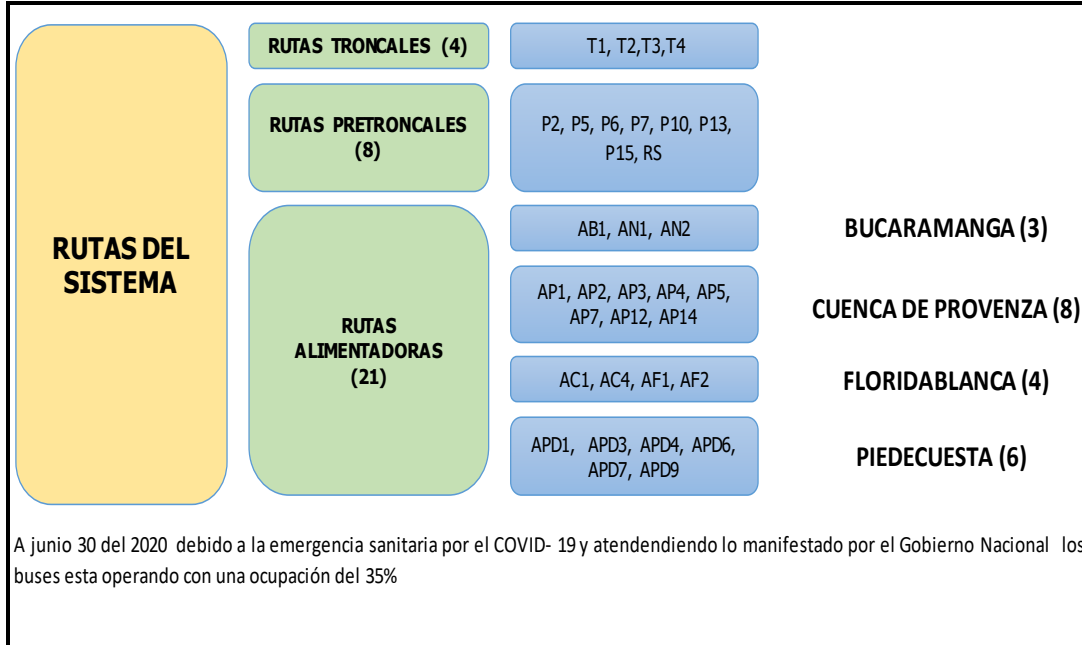 RUTAS DEL
SISTEMA
RUTAS TRONCALES (4)
T1, T2,T3,T4
RUTAS PRETRONCALES
(8)
P2, P5, P6, P7, P10, P13,
P15, RS
RUTAS
ALIMENTADORAS
(21)
AB1, AN1, AN2
BUCARAMANGA (3)
AP1, AP2, AP3, AP4, AP5,
AP7, AP12, AP14
CUENCA DE PROVENZA (8)
AC1, AC4, AF1, AF2
FLORIDABLANCA (4)
APD1, APD3, APD4, APD6,
APD7, APD9
PIEDECUESTA (6)
A junio 30 del 2020 debido a la emergencia sanitaria por el COVID- 19 y atendendiendo lo manifestado por el Gobierno Nacional los
buses esta operando con una ocupación del 35%